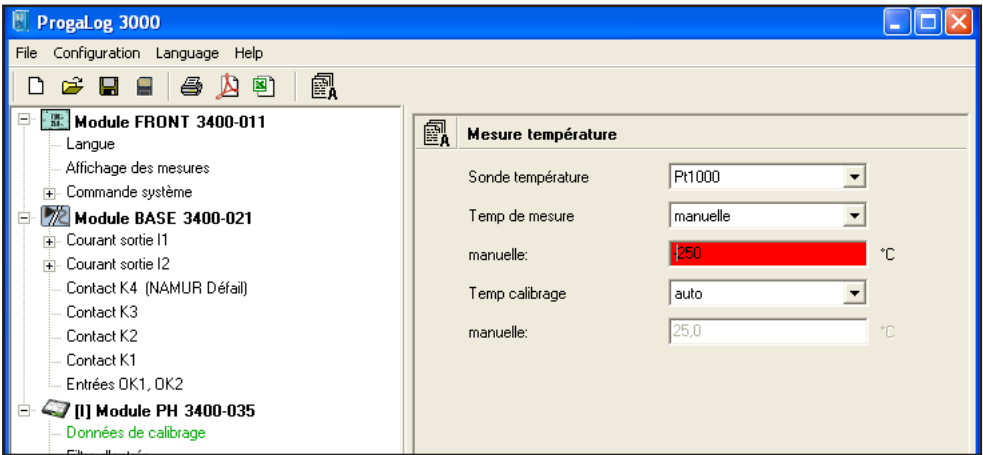 ProgaLog 3000
File Configuration Language Help
Module FRONT 3400-011
Langue
Affichage des mesures
Commande système
Module BASE 3400-021
Courant sortie I1
Courant sortie I2
Contact K4 (NAMUR Défail)
Contact K3
Contact K2
Contact K1
Entrées OK1, OK2
[I] Module PH 3400-035
Données de calibrage
Mesure température
Sonde température Pt1000
Temp de mesure manuelle
manuelle: -250 °C
Temp calibrage auto
manuelle: 25,0 °C